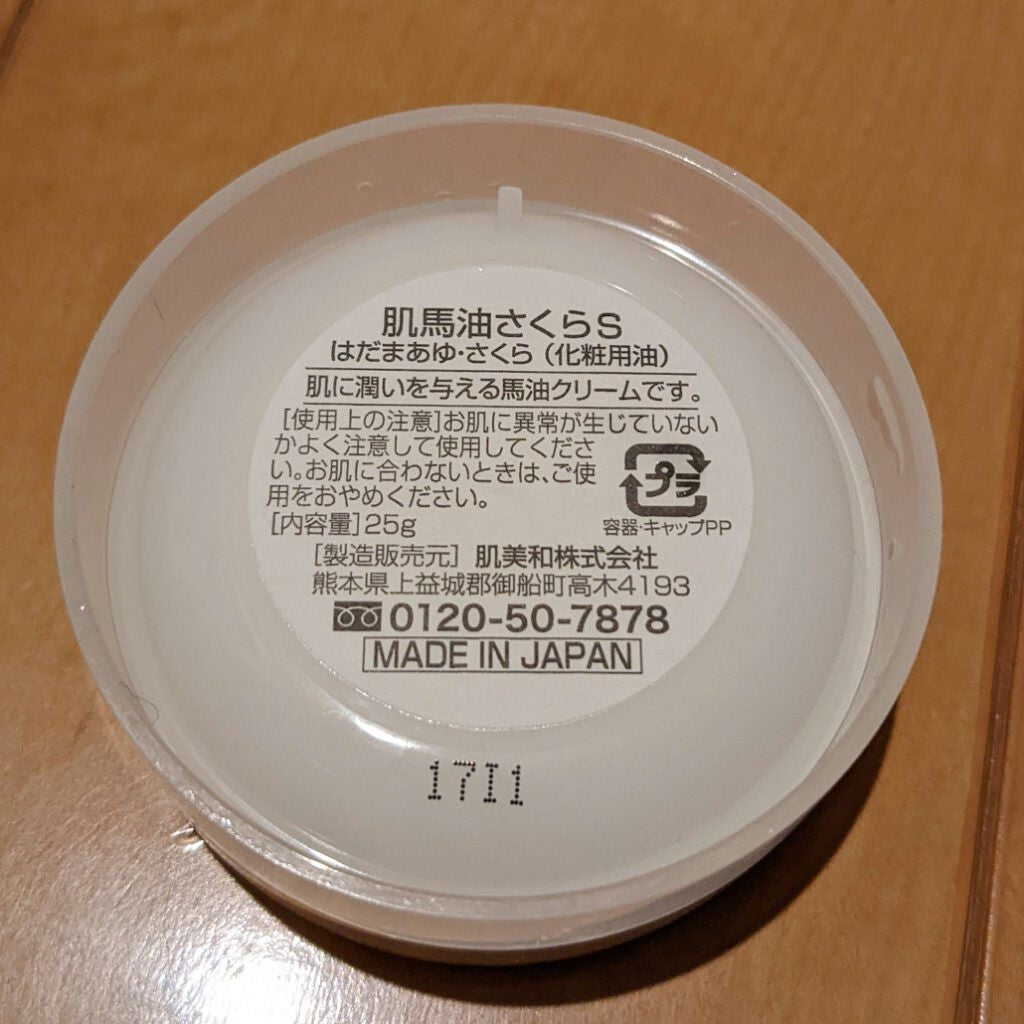 肌馬油さくらS
はだまあゆ・さくら（化粧用油）
肌に潤いを与える馬油クリームです。
[使用上の注意]お肌に異常が生じていない
かよく注意して使用してくださ
い。お肌に合わないときは、ご使
用をおやめください。
プラ
容器・キャップPP
[内容量]25g
[製造販売元] 肌美和株式会社
熊本県上益城郡御船町高木4193
0120-50-7878
MADE IN JAPAN
17I1